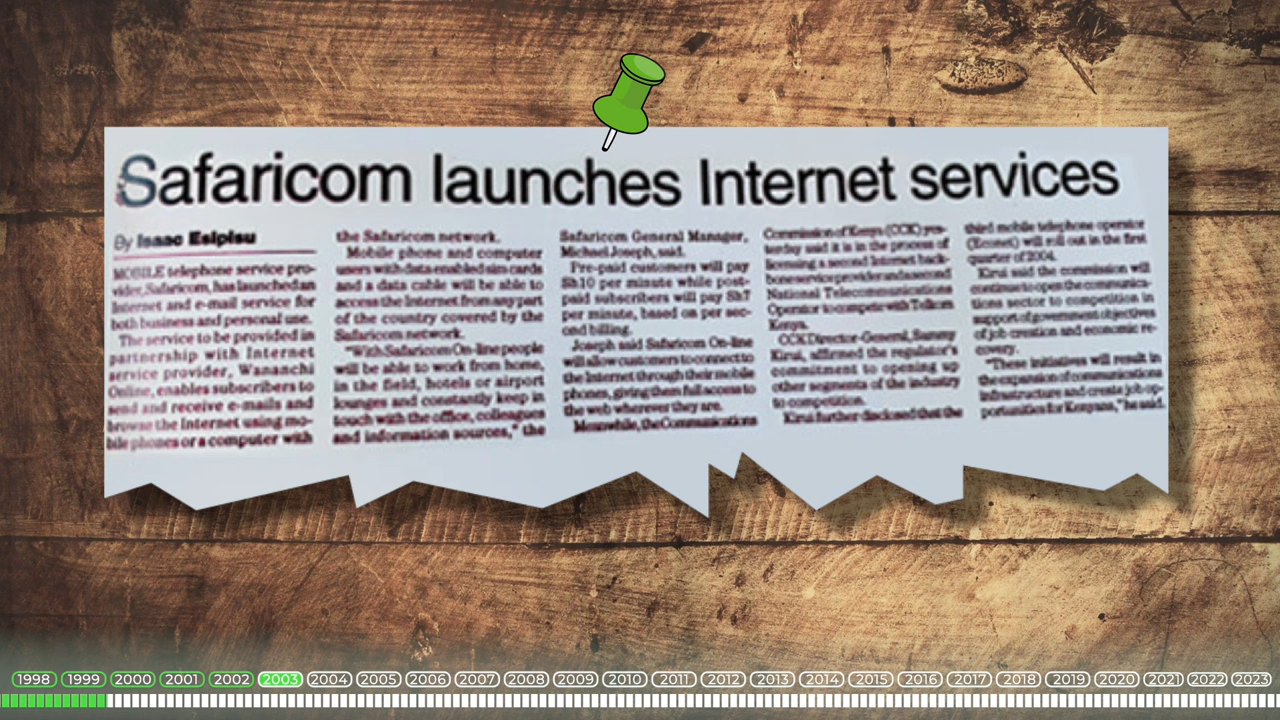 Safaricom launches Internet services
By Isaac Esipisu
MOBILE telephone service pro-
vider, Safaricom, has launched an
Internet and e-mail service for
both business and personal use.
The service to be provided in
partnership with Internet
service provider, Wananchi
Online, enables subscribers to
send and receive e-mails and
browse the Internet using mo-
bile phones or a computer with
the Safaricom network.
Mobile phone and computer
users with data enabled sim cards
and a data cable will be able to
access the Internet from any part
of the country covered by the
Safaricom network.
"With Safaricom On-line people
will be able to work from home,
in the field, hotels or airport
lounges and constantly keep in
touch with the office, colleagues
and information sources," the
Safaricom General Manager,
Michael Joseph, said.
Pre-paid customers will pay
Sh10 per minute while post-
paid subscribers will pay Sh7
per minute, based on per sec-
ond billing.
Joseph said Safaricom On-line
will allow customers to connect to
the Internet through their mobile
phones, giving them full access to
the web wherever they are.
Meanwhile, the Communications
Commission of Kenya (CCK) yes-
terday said it is in the process of
licensing a second Internet back-
bone service provider and a second
National Telecommunications
Operator to compete with Telkom
Kenya.
CCK Director-General, Sammy
Kirui, affirmed the regulator's
commitment to opening up
other segments of the industry
to competition.
Kirui further disclosed that the
third mobile telephone operator
(Econet) will roll out in the first
quarter of 2004.
Kirui said the commission will
continue to open the communica-
tions sector to competition in
support of government objectives
of job creation and economic re-
covery.
"These initiatives will result in
the expansion of communications
infrastructure and create job op-
portunities for Kenyans," he said.
1998 1999 2000 2001 2002 2003 2004 2005 2006 2007 2008 2009 2010 2011 2012 2013 2014 2015 2016 2017 2018 2019 2020 2021 2022 2023